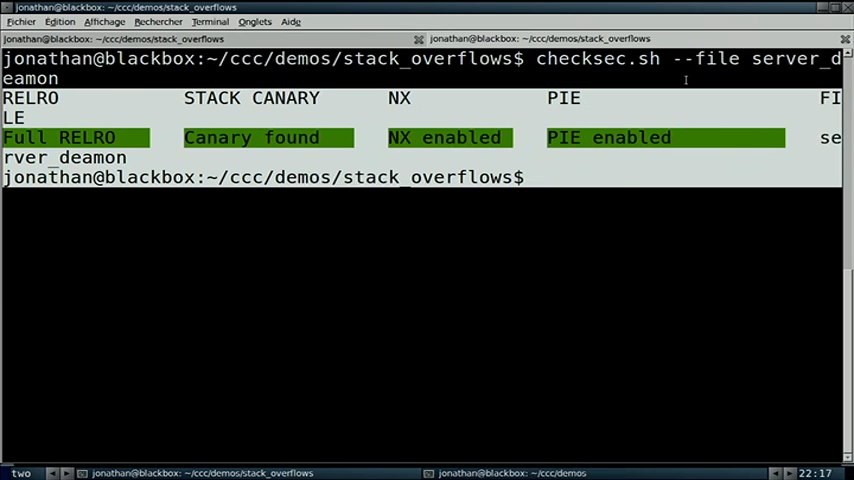 jonathan@blackbox: ~/ccc/demos/stack_overflows
Fichier Édition Affichage Rechercher Terminal Onglets Aide
jonathan@blackbox: ~/ccc/demos/stack_overflows jonathan@blackbox: ~/ccc/demos/stack_overflows
jonathan@blackbox:~/ccc/demos/stack_overflows$ checksec.sh --file server_d
eamon
RELRO STACK CANARY NX PIE FI
LE
Full RELRO Canary found NX enabled PIE enabled se
rver_deamon
jonathan@blackbox:~/ccc/demos/stack_overflows$
two jonathan@blackbox: ~/ccc/demos/stack_overflows jonathan@blackbox: ~/ccc/demos 22:17